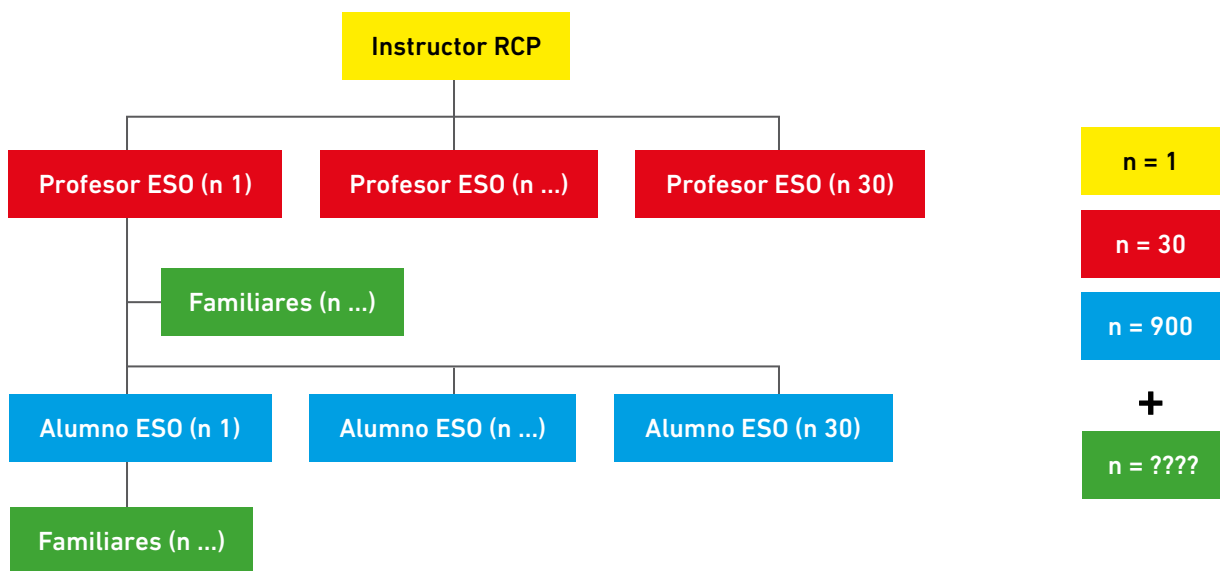 Instructor RCP
Profesor ESO (n 1)
Profesor ESO (n ...)
Profesor ESO (n 30)
Familiares (n ...)
Alumno ESO (n 1)
Alumno ESO (n ...)
Alumno ESO (n 30)
Familiares (n ...)
n = 1
n = 30
n = 900
+
n = ????